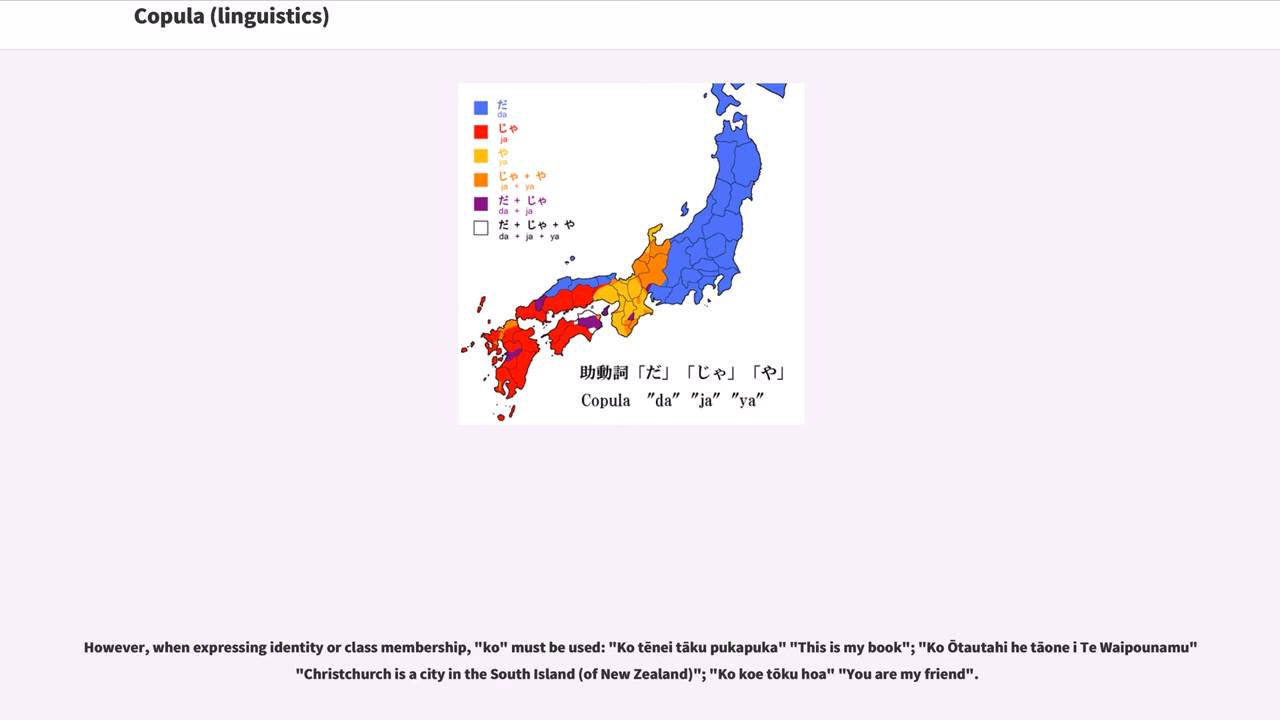 Copula (linguistics)
だ
da
じゃ
ja
や
ya
じゃ + や
ja + ya
だ + じゃ
da + ja
だ + じゃ + や
da + ja + ya
助動詞「だ」「じゃ」「や」
Copula "da" "ja" "ya"
However, when expressing identity or class membership, "ko" must be used: "Ko tēnei tāku pukapuka" "This is my book"; "Ko Ōtautahi he tāone i Te Waipounamu"
"Christchurch is a city in the South Island (of New Zealand)"; "Ko koe tōku hoa" "You are my friend".